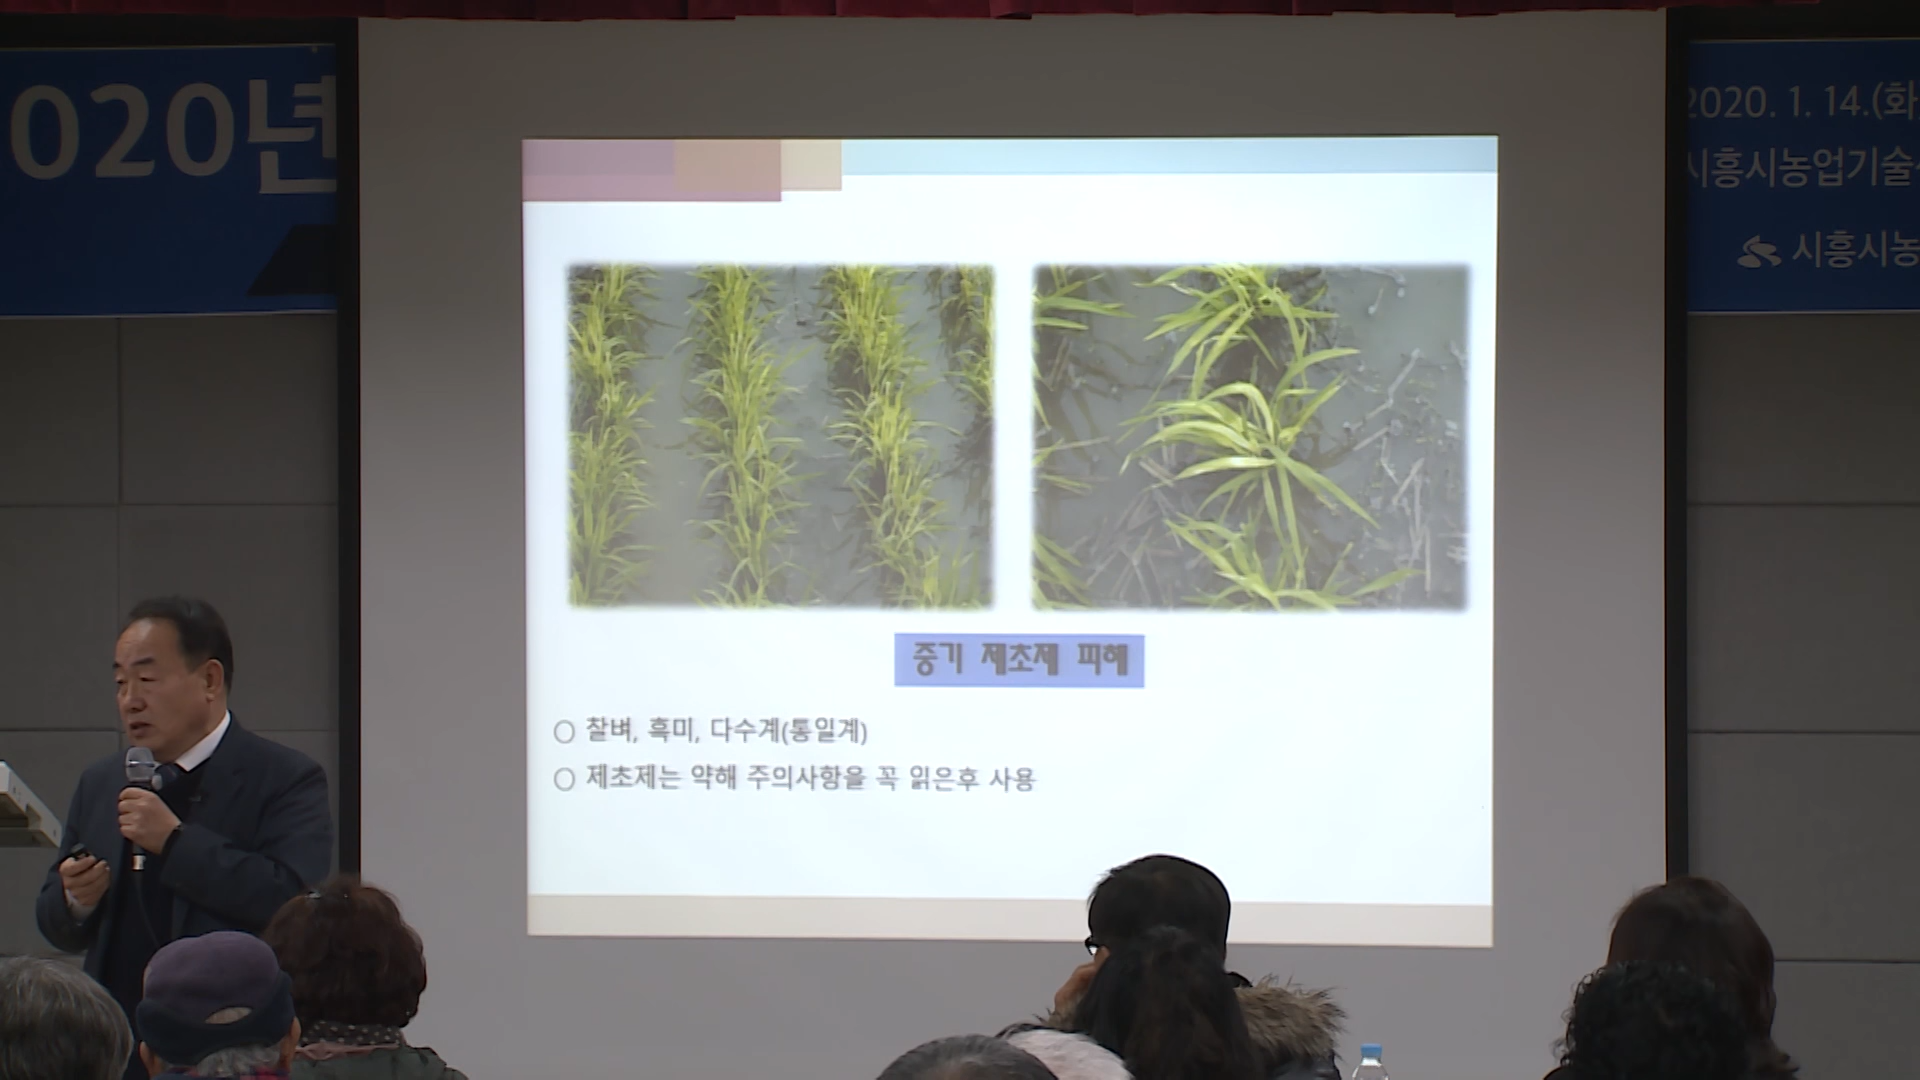 2020년
2020. 1. 14.(화
시흥시농업기술
시흥시농
중기 제초제 피해
○ 찰벼, 흑미, 다수계(통일계)
○ 제초제는 약해 주의사항을 꼭 읽은후 사용